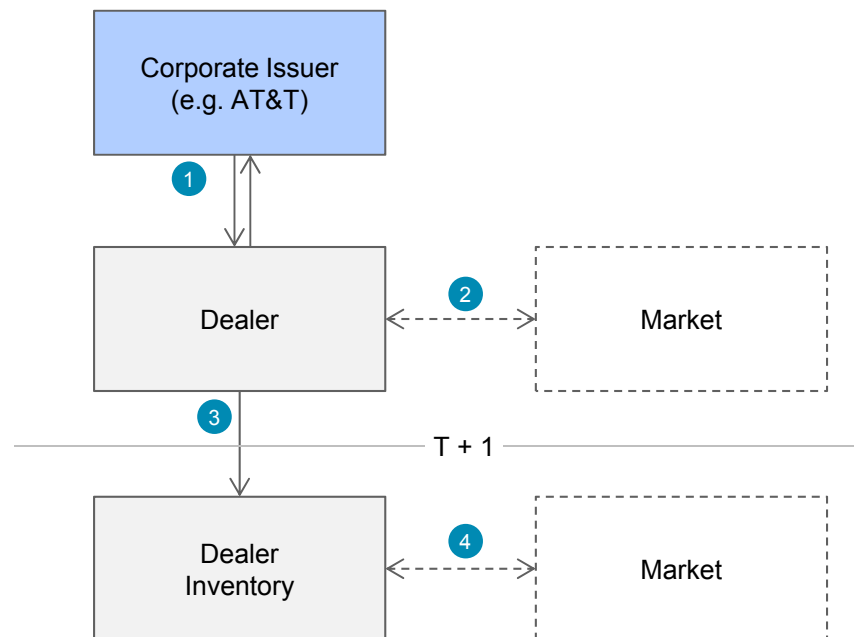 Corporate Issuer
(e.g. AT&T)
1
Dealer
2
Market
3
T + 1
Dealer
Inventory
4
Market